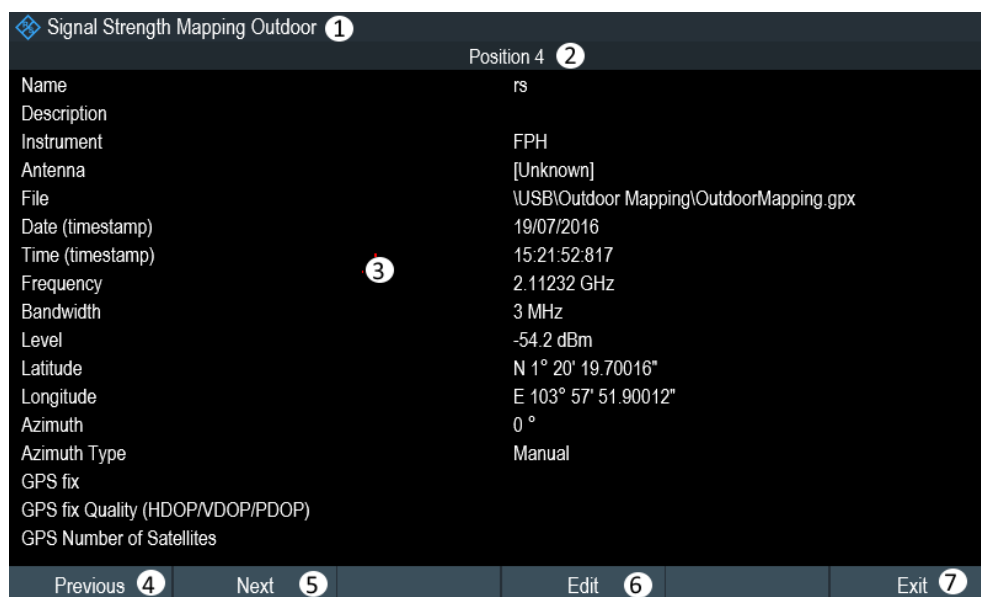 Signal Strength Mapping Outdoor 1
Position 4 2
Name rs
Description
Instrument FPH
Antenna [Unknown]
File \USB\Outdoor Mapping\OutdoorMapping.gpx
Date (timestamp) 19/07/2016
Time (timestamp) 15:21:52:817
3
Frequency 2.11232 GHz
Bandwidth 3 MHz
Level -54.2 dBm
Latitude N 1° 20' 19.70016"
Longitude E 103° 57' 51.90012"
Azimuth 0 °
Azimuth Type Manual
GPS fix
GPS fix Quality (HDOP/VDOP/PDOP)
GPS Number of Satellites
Previous 4 Next 5 Edit 6 Exit 7